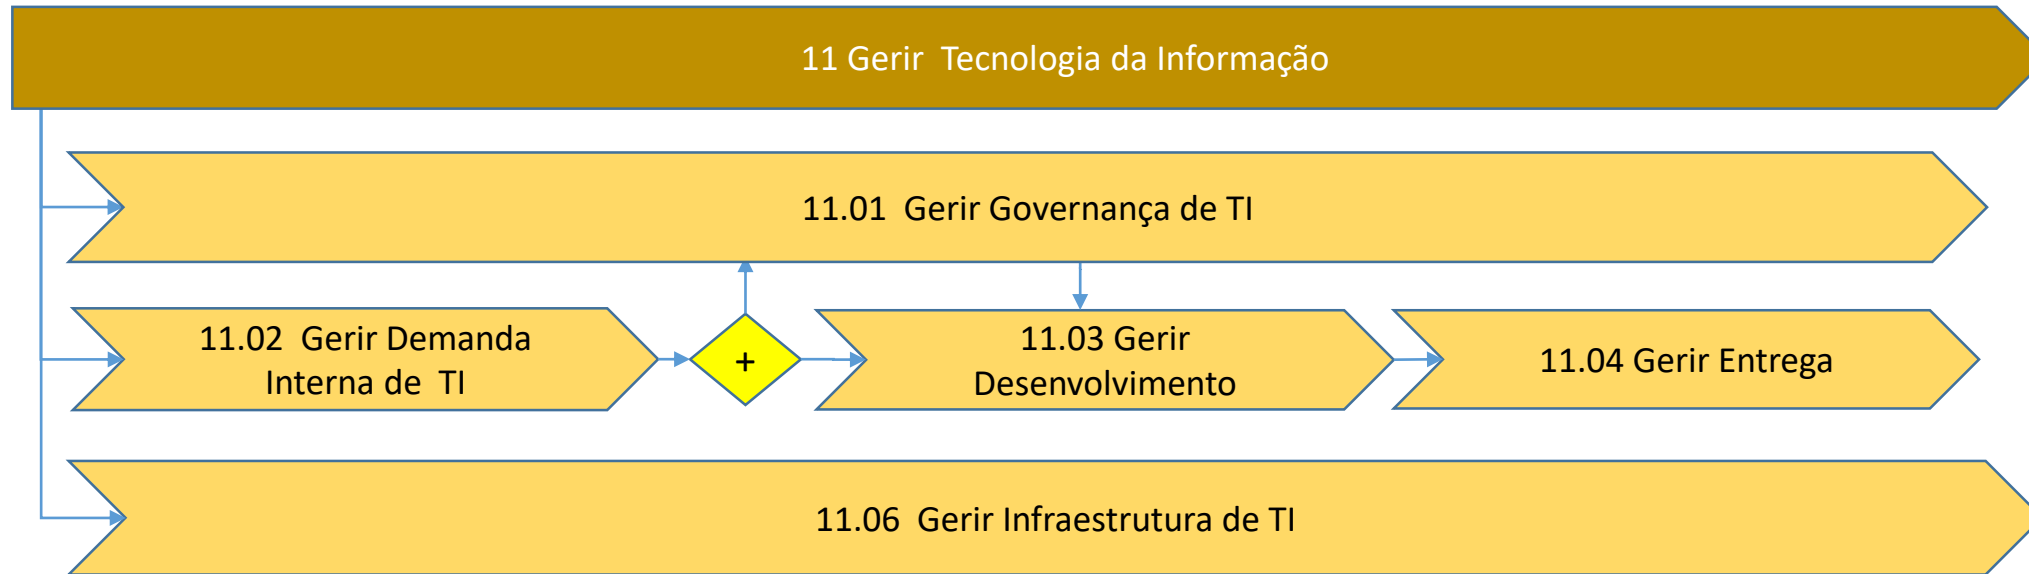 11 Gerir  Tecnologia da Informação
11.01  Gerir Governança de TI
11.02  Gerir Demanda
Interna de  TI
+
11.03 Gerir
Desenvolvimento
11.04 Gerir Entrega
11.06  Gerir Infraestrutura de TI